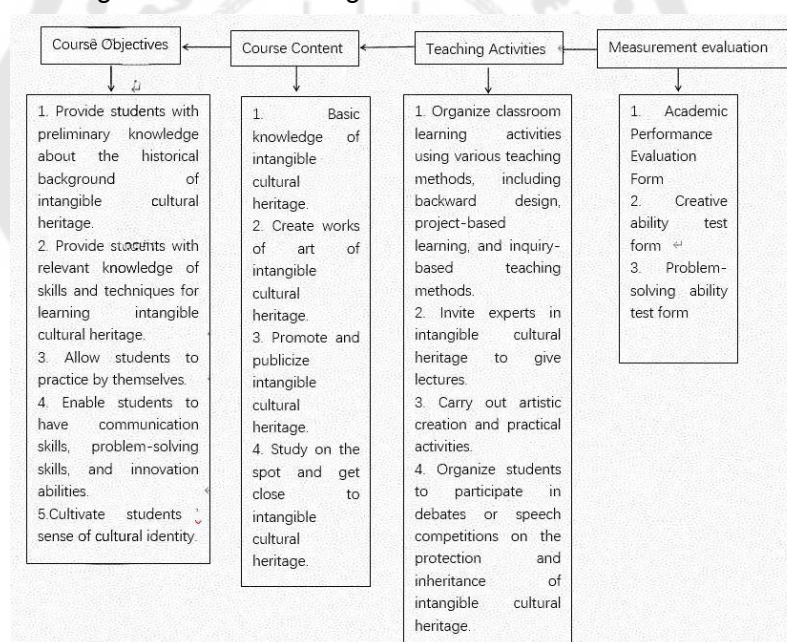 Course Objectives
Course Content
Teaching Activities
Measurement evaluation
1. Provide students with
preliminary knowledge
about the historical
background of
intangible cultural
heritage.
2. Provide students with
relevant knowledge of
skills and techniques for
learning intangible
cultural heritage.
3. Allow students to
practice by themselves.
4. Enable students to
have communication
skills, problem-solving
skills, and innovation
abilities.
5.Cultivate students '
sense of cultural identity.
1. Basic
knowledge of
intangible
cultural
heritage.
2. Create works
of art of
intangible
cultural
heritage.
3. Promote and
publicize
intangible
cultural
heritage.
4. Study on the
spot and get
close to
intangible
cultural
heritage.
1. Organize classroom
learning activities
using various teaching
methods, including
backward design,
project-based
learning, and inquiry-
based teaching
methods.
2. Invite experts in
intangible cultural
heritage to give
lectures.
3. Carry out artistic
creation and practical
activities.
4. Organize students
to participate in
debates or speech
competitions on the
protection and
inheritance of
intangible cultural
heritage.
1. Academic
Performance
Evaluation
Form
2. Creative
ability test
form
3. Problem-
solving ability
test form